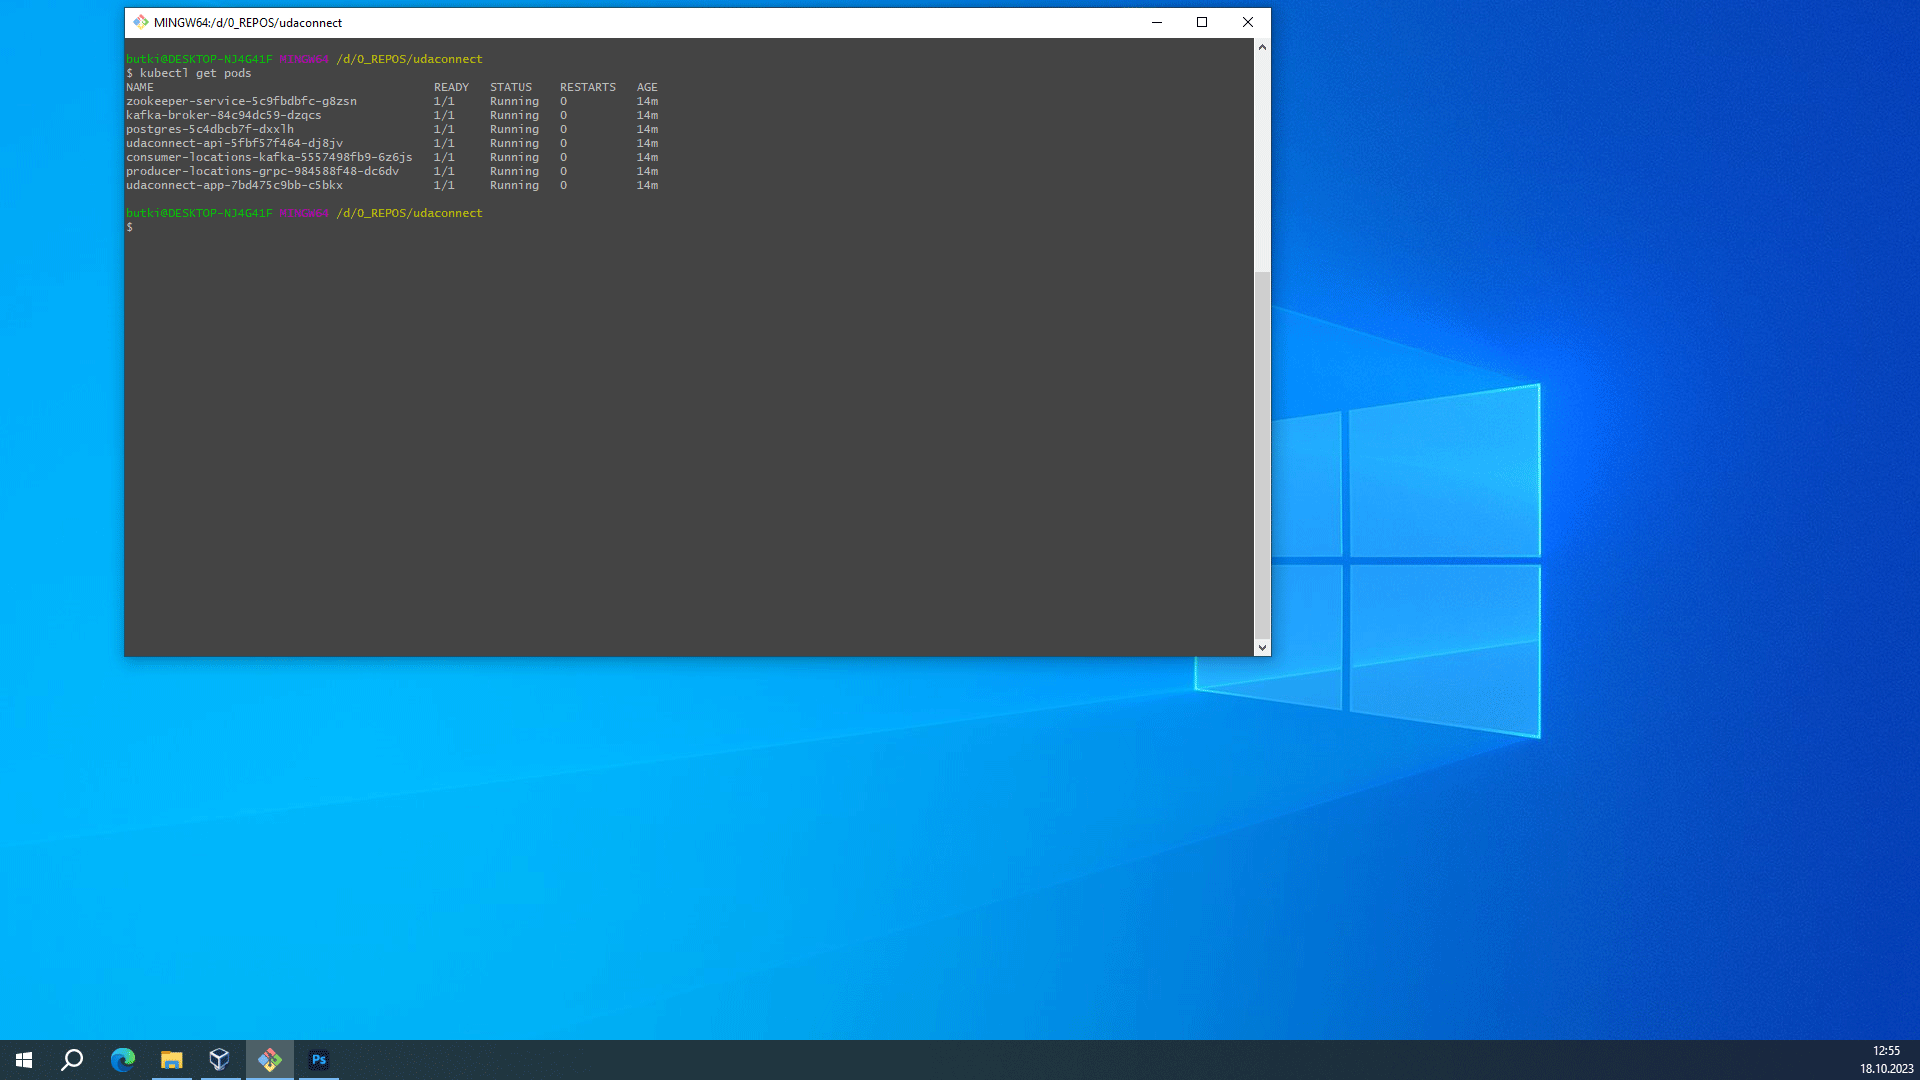 MINGW64:/d/0_REPOS/udaconnect
butki@DESKTOP-NJ4G41F MINGW64 /d/0_REPOS/udaconnect
$ kubectl get pods
NAME READY STATUS RESTARTS AGE
zookeeper-service-5c9fbdbfc-g8zsn 1/1 Running 0 14m
kafka-broker-84c94dc59-dzqcs 1/1 Running 0 14m
postgres-5c4dbcb7f-dxxlh 1/1 Running 0 14m
udaconnect-api-5fbf57f464-dj8jv 1/1 Running 0 14m
consumer-locations-kafka-5557498fb9-6z6js 1/1 Running 0 14m
producer-locations-grpc-984588f48-dc6dv 1/1 Running 0 14m
udaconnect-app-7bd475c9bb-c5bkx 1/1 Running 0 14m
butki@DESKTOP-NJ4G41F MINGW64 /d/0_REPOS/udaconnect
$
Ps
12:55
18.10.2023